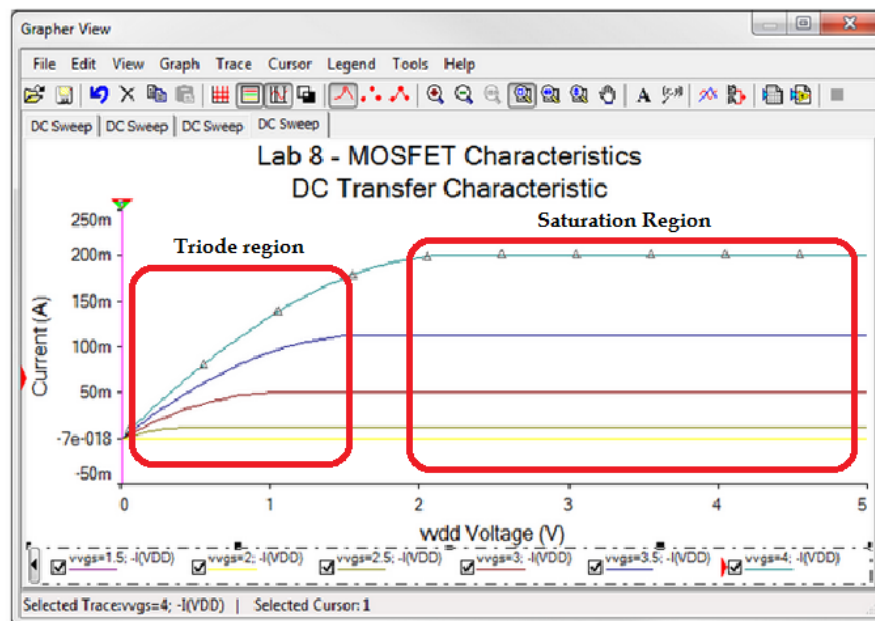 Grapher View
File Edit View Graph Trace Cursor Legend Tools Help
A
DC Sweep DC Sweep DC Sweep DC Sweep
Lab 8 - MOSFET Characteristics
DC Transfer Characteristic
Triode region
Saturation Region
Current (A)
250m
200m
150m
100m
50m
-7e-018
-50m
0 1 2 3 4 5
vvdd Voltage (V)
vvgs=1.5; -I(VDD) vvgs=2; -I(VDD) vvgs=2.5; -I(VDD) vvgs=3; -I(VDD) vvgs=3.5; -I(VDD) vvgs=4; -I(VDD)
Selected Trace:vvgs=4; -I(VDD) | Selected Cursor: 1